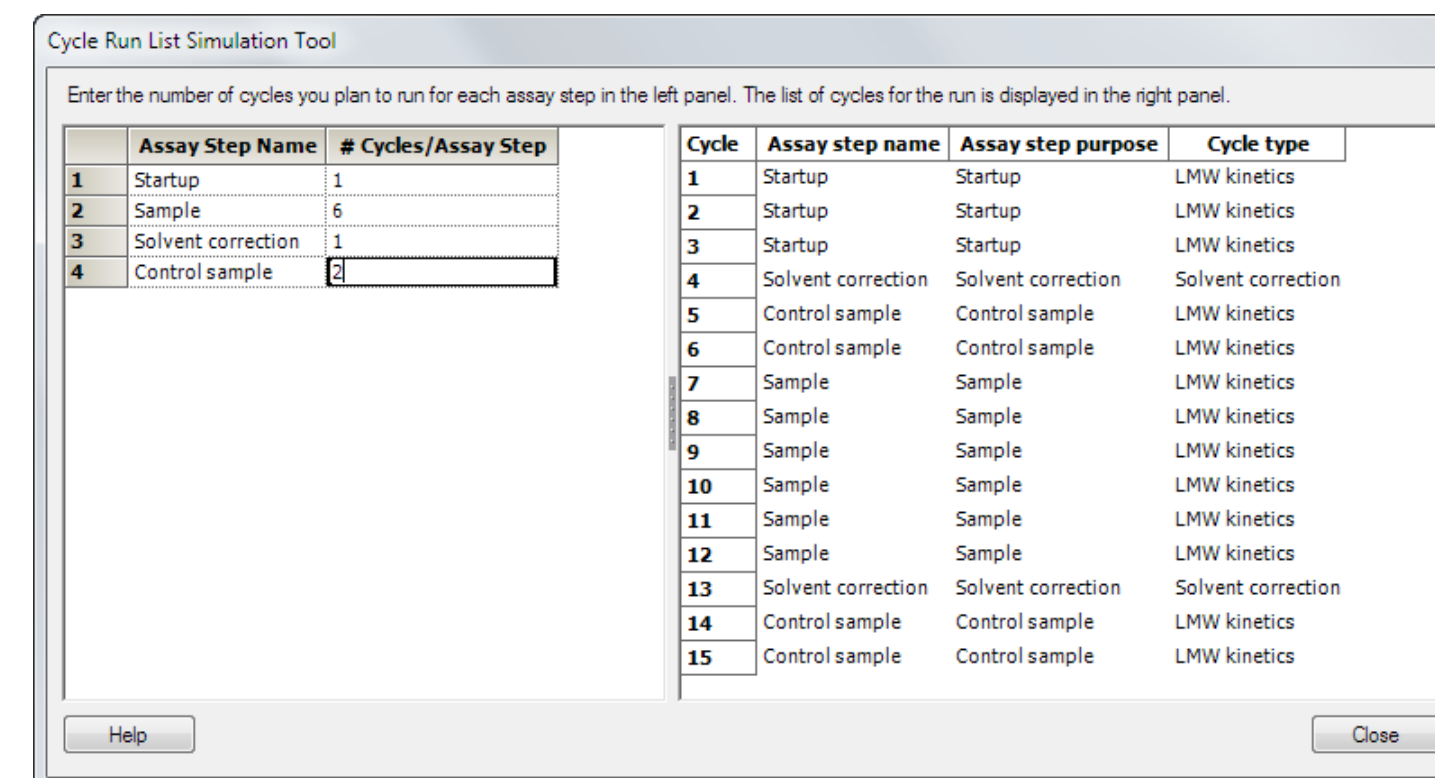 Cycle Run List Simulation Tool
Enter the number of cycles you plan to run for each assay step in the left panel. The list of cycles for the run is displayed in the right panel.
Assay Step Name # Cycles/Assay Step
1 Startup 1
2 Sample 6
3 Solvent correction 1
4 Control sample 2
Cycle Assay step name Assay step purpose Cycle type
1 Startup Startup LMW kinetics
2 Startup Startup LMW kinetics
3 Startup Startup LMW kinetics
4 Solvent correction Solvent correction Solvent correction
5 Control sample Control sample LMW kinetics
6 Control sample Control sample LMW kinetics
7 Sample Sample LMW kinetics
8 Sample Sample LMW kinetics
9 Sample Sample LMW kinetics
10 Sample Sample LMW kinetics
11 Sample Sample LMW kinetics
12 Sample Sample LMW kinetics
13 Solvent correction Solvent correction Solvent correction
14 Control sample Control sample LMW kinetics
15 Control sample Control sample LMW kinetics
Help Close